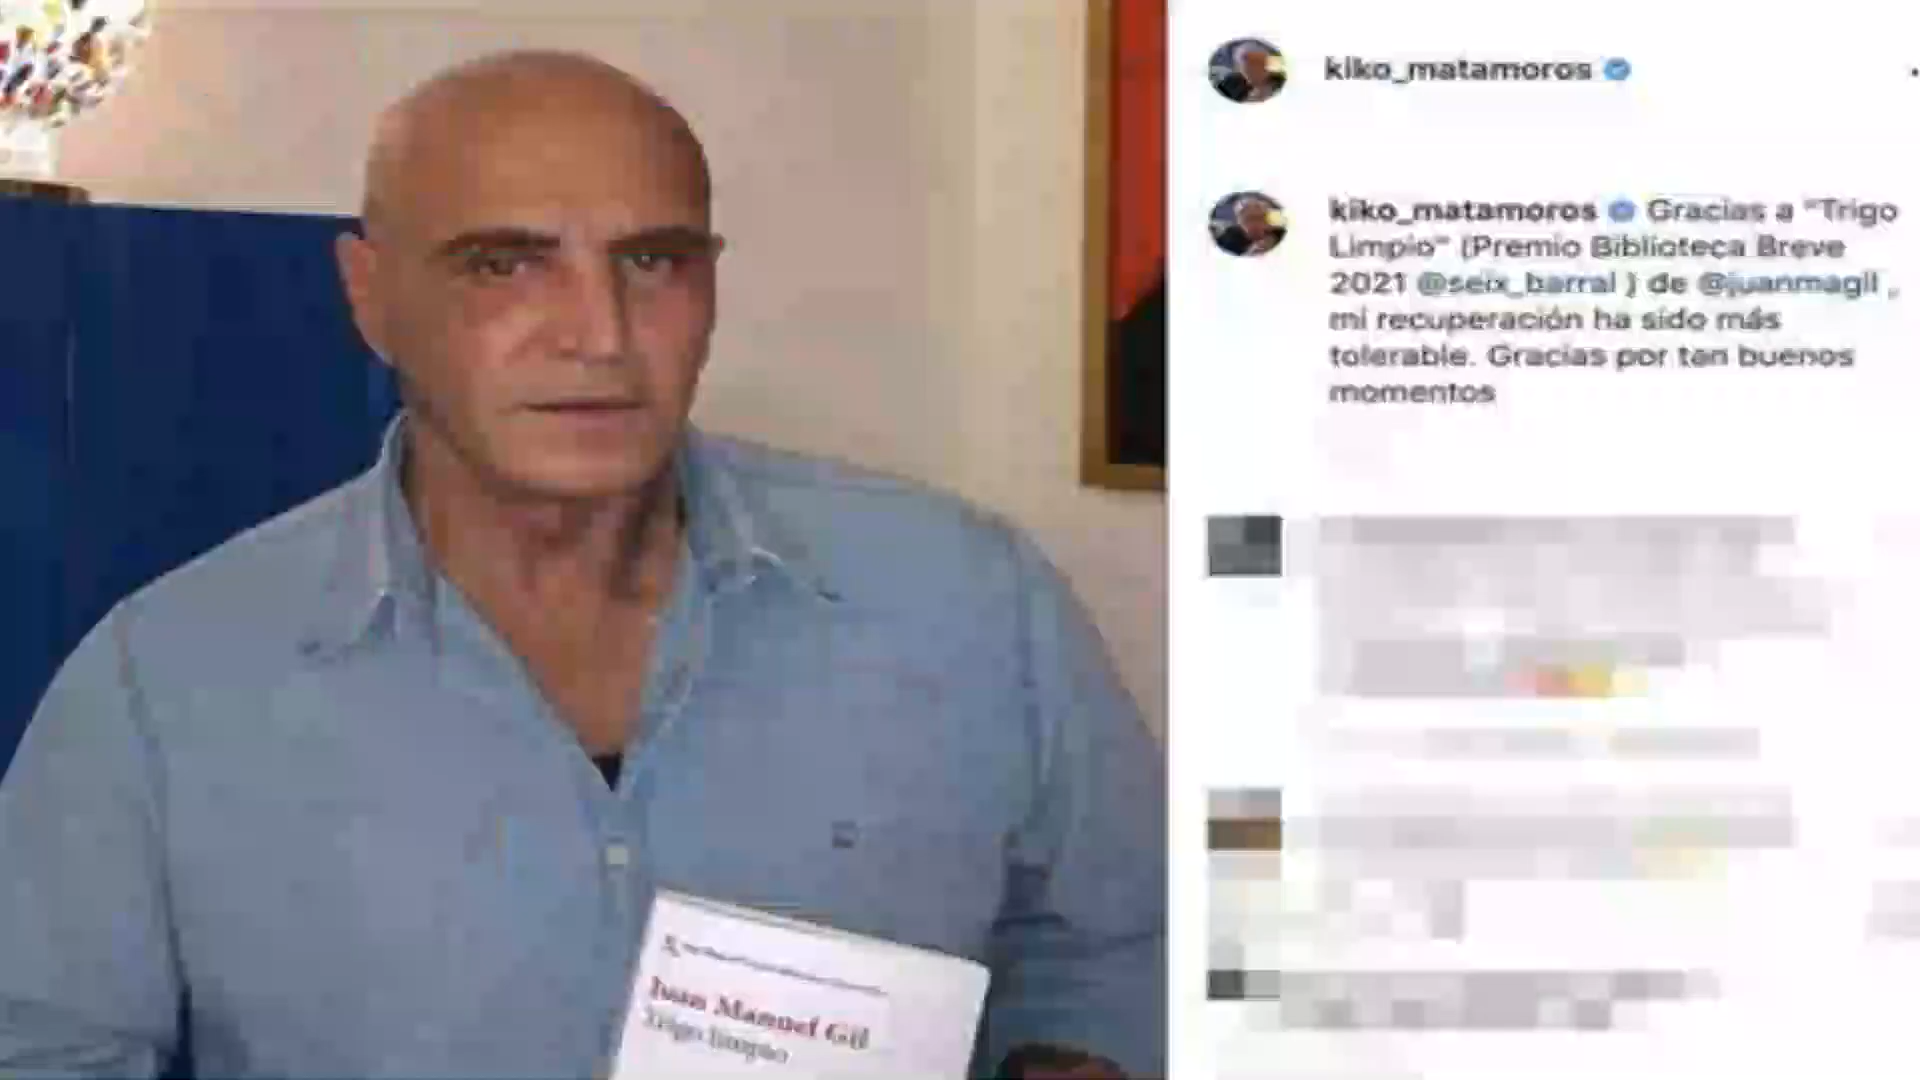 kiko_matamoros
kiko_matamoros Gracias a "Trigo
Limpio" (Premio Biblioteca Breve
2021 @seix_barral ) de @juanmagil ,
mi recuperación ha sido más
tolerable. Gracias por tan buenos
momentos
Juan Manuel Gil
Trigo limpio